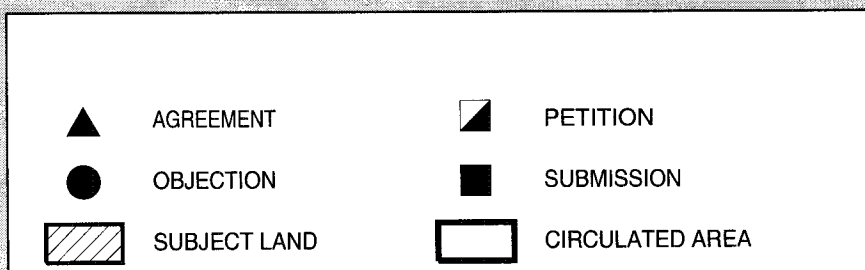 AGREEMENT
PETITION
OBJECTION
SUBMISSION
SUBJECT LAND
CIRCULATED AREA